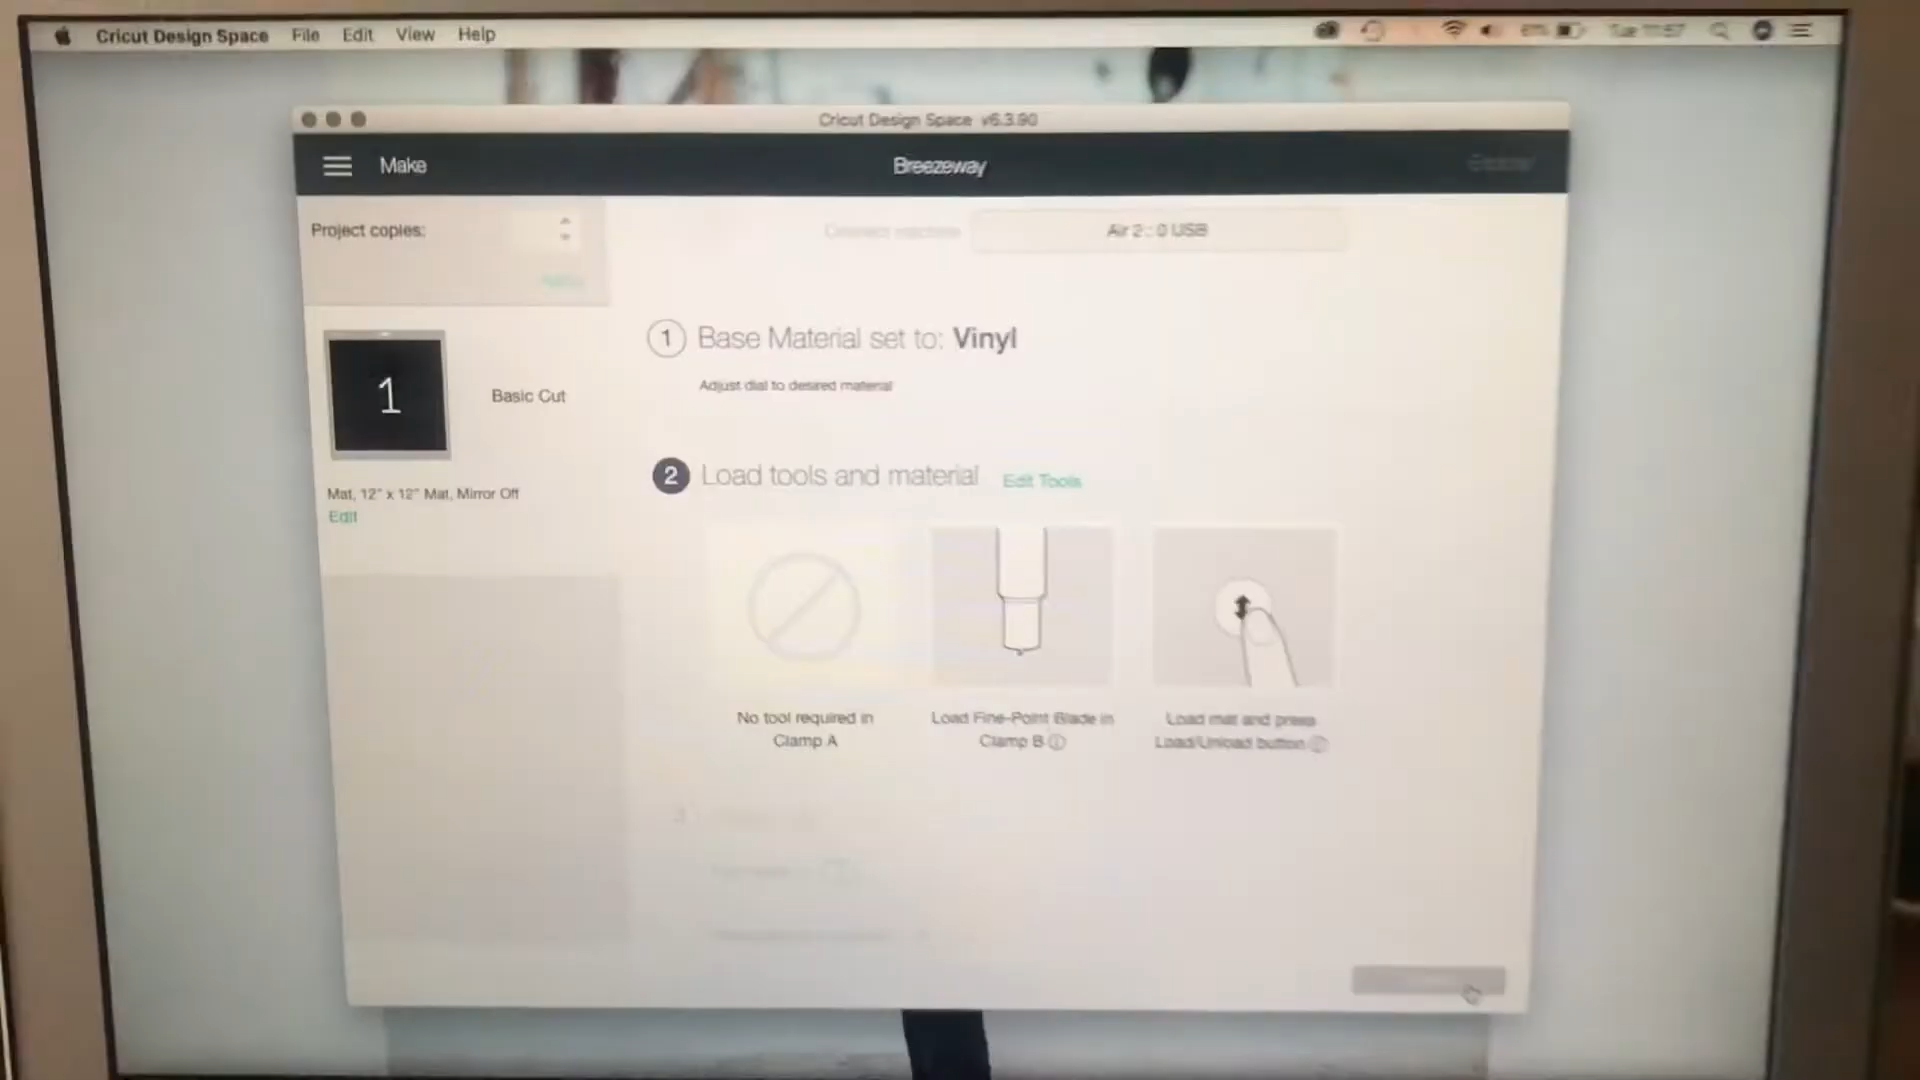 Cricut Design Space File Edit View Help
Tue 11:57
Cricut Design Space v6.3.90
Make
Breezeway
Project copies:
Air 2 : 0 USB
1 Base Material set to: Vinyl
Adjust dial to desired material
1
Basic Cut
2 Load tools and material Edit Tools
Mat, 12" x 12" Mat, Mirror Off
Edit
No tool required in
Clamp A
Load Fine-Point Blade in
Clamp B
Load mat and press
Load/Unload button